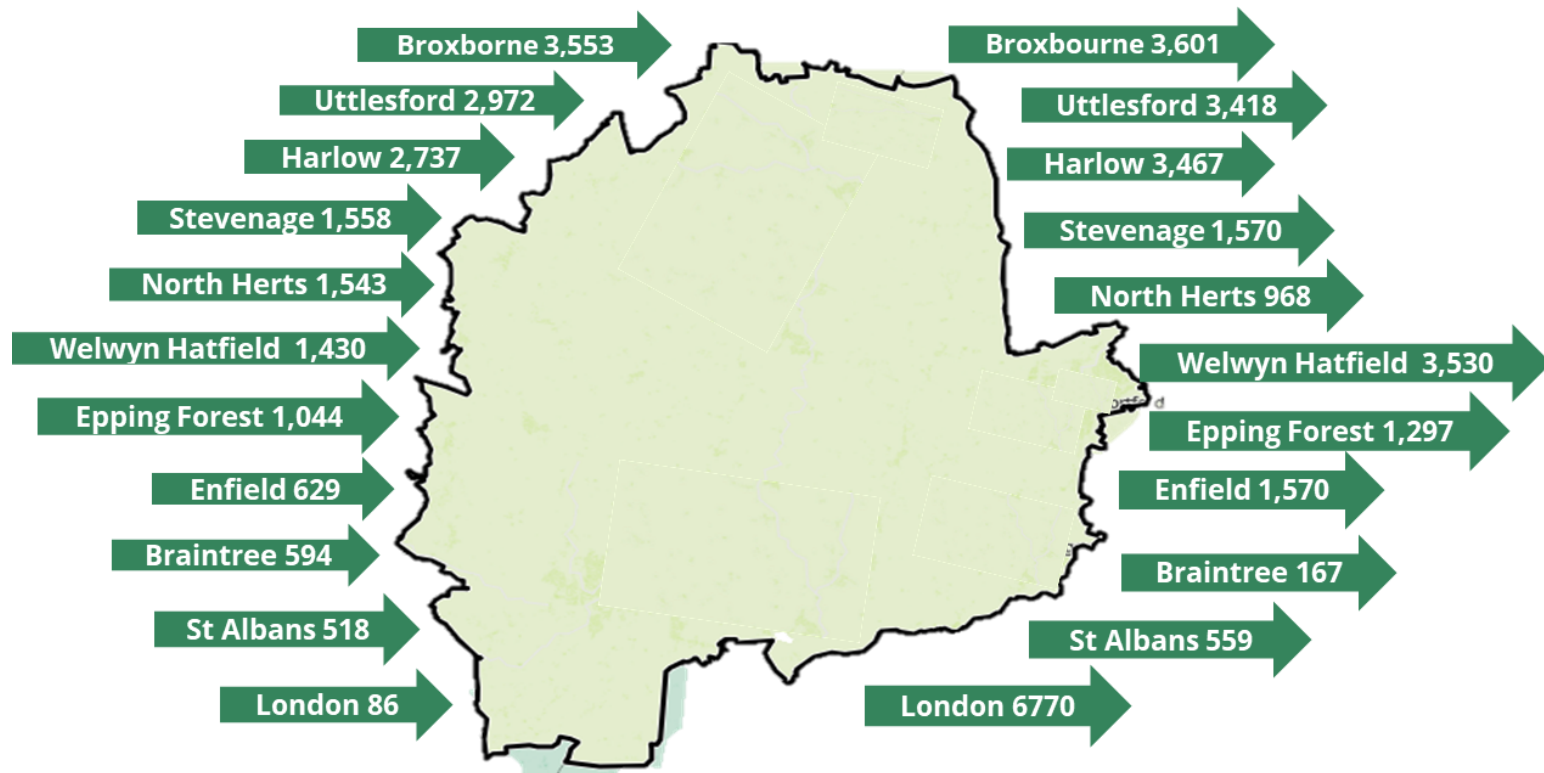 Broxborne 3,553
Uttlesford 2,972
Harlow 2,737
Stevenage 1,558
North Herts 1,543
Welwyn Hatfield 1,430
Epping Forest 1,044
Enfield 629
Braintree 594
St Albans 518
London 86
Broxbourne 3,601
Uttlesford 3,418
Harlow 3,467
Stevenage 1,570
North Herts 968
Welwyn Hatfield 3,530
Epping Forest 1,297
Enfield 1,570
Braintree 167
St Albans 559
London 6770